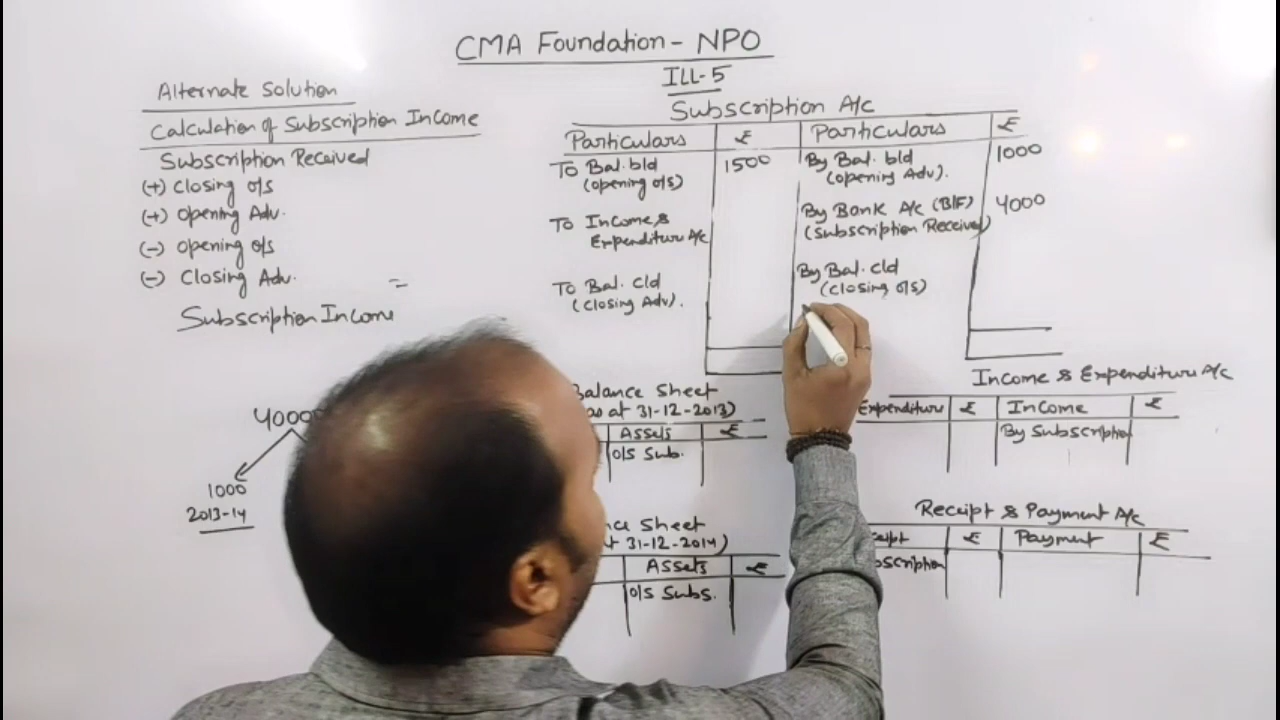 CMA Foundation - NPO
ILL-5
Alternate Solution
Calculation of Subscription Income
Subscription Received
(+) Closing o/s
(+) Opening Adv.
(-) Opening o/s
(-) Closing Adv.
=
Subscription Income
4000
1000
2013-14
Subscription A/c
Particulars ₹ Particulars ₹
To Bal. b/d 1500 By Bal. b/d 1000
(opening o/s) (opening Adv).
To Income & By Bank A/c (B/F) 4000
Expenditure A/c (Subscription Received)
To Bal. c/d By Bal. c/d
(Closing Adv). (Closing o/s)
Balance Sheet
as at 31-12-2013)
Assets ₹
O/S Sub.
Sheet
31-12-2014)
Assets ₹
O/S Subs.
Income & Expenditure A/c
Expenditure ₹ Income ₹
By Subscription
Receipt & Payment A/c
₹ Payment ₹